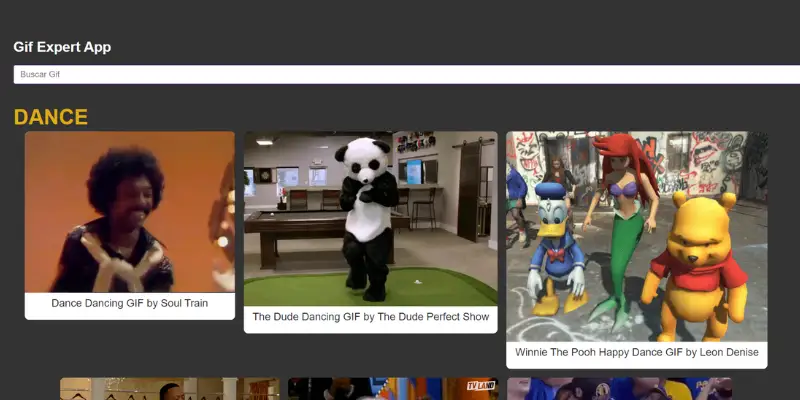 Gif Expert App
Buscar Gif
DANCE
Dance Dancing GIF by Soul Train
The Dude Dancing GIF by The Dude Perfect Show
Winnie The Pooh Happy Dance GIF by Leon Denise
TV LAND